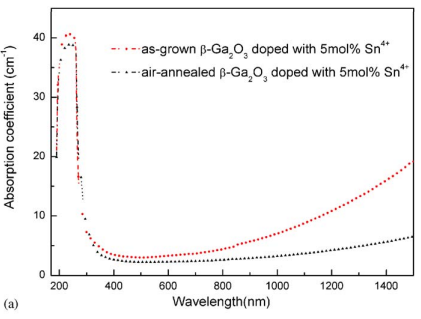 40
30
20
10
0
Absorption coefficient (cm⁻¹)
as-grown β-Ga₂O₃ doped with 5mol% Sn⁴⁺
air-annealed β-Ga₂O₃ doped with 5mol% Sn⁴⁺
200 400 600 800 1000 1200 1400
(a)
Wavelength(nm)